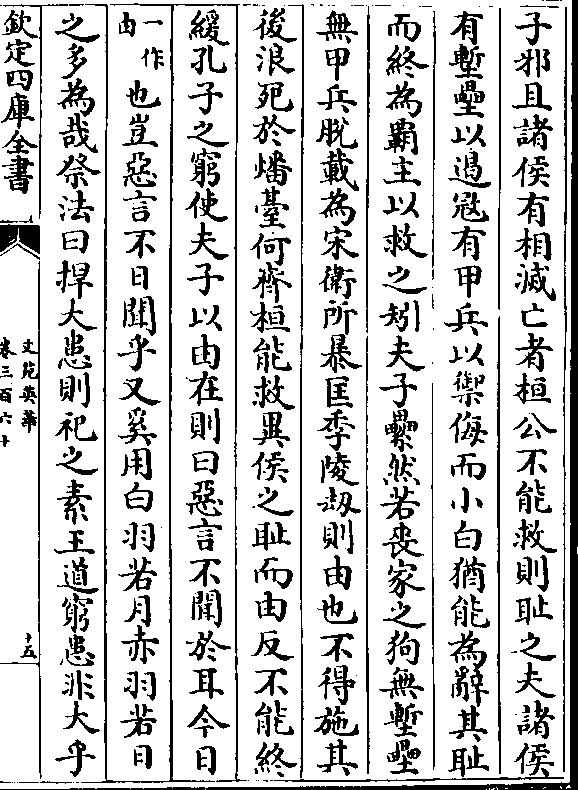 子邪且諸侯有相滅亡者桓公不能救則耻之夫諸侯
有塹壘以遏冦有甲兵以禦侮而小白猶能為辭其耻
而終為覇主以救之矧夫子纍然若喪家之狗無塹壘
無甲兵脫載為宋衛所暴匡季陵刼則由也不得施其
後浪死於燔臺何齊桓能救異侯之耻而由反不能終
緩孔子之窮使夫子以由在則曰惡言不聞於耳今日
一作由也豈惡言不日聞乎又奚用白羽若月赤羽若日
之多為哉祭法曰捍大患則祀之素王道窮患非大乎
欽定四庫全書
文苑英華
卷三百六十
十五